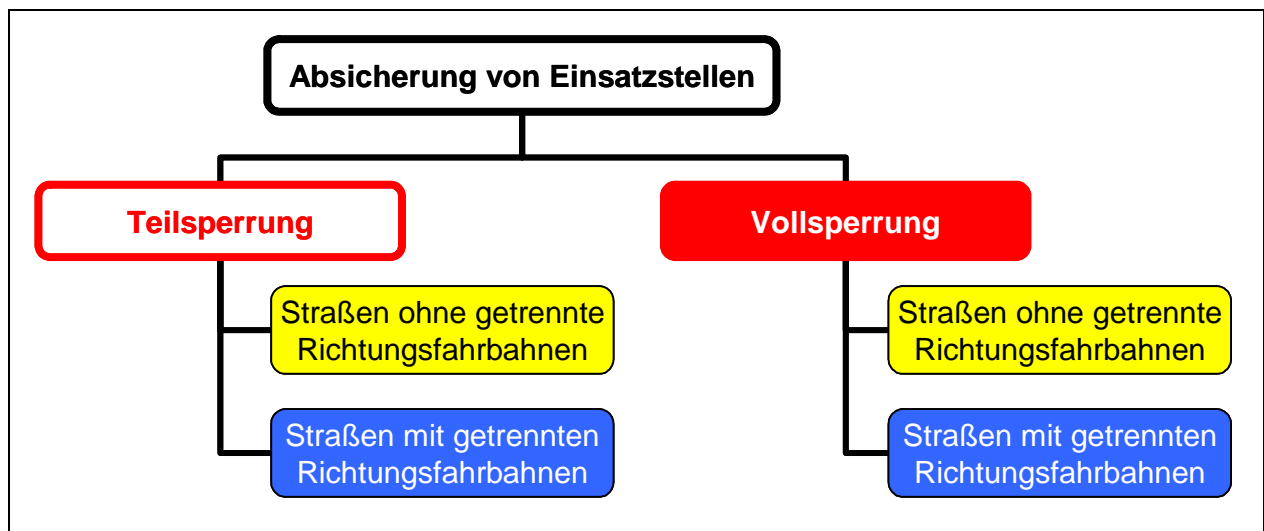 Absicherung von Einsatzstellen
Teilsperrung
Straßen ohne getrennte
Richtungsfahrbahnen
Straßen mit getrennten
Richtungsfahrbahnen
Vollsperrung
Straßen ohne getrennte
Richtungsfahrbahnen
Straßen mit getrennten
Richtungsfahrbahnen